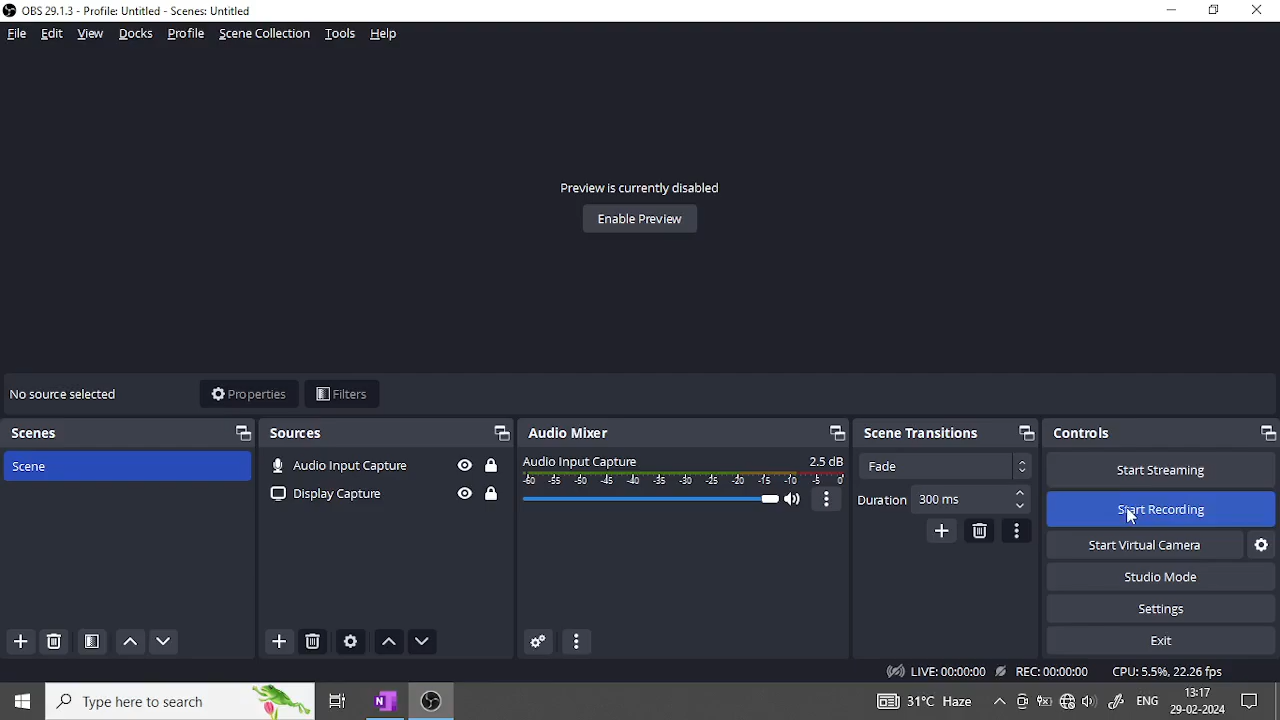 OBS 29.1.3 - Profile: Untitled - Scenes: Untitled
File Edit View Docks Profile Scene Collection Tools Help
Preview is currently disabled
Enable Preview
No source selected Properties Filters
Scenes
Scene
Sources
Audio Input Capture
Display Capture
Audio Mixer
Audio Input Capture 2.5 dB
-60 -55 -50 -45 -40 -35 -30 -25 -20 -15 -10 -5 0
Scene Transitions
Fade
Duration 300 ms
Controls
Start Streaming
Start Recording
Start Virtual Camera
Studio Mode
Settings
Exit
LIVE: 00:00:00 REC: 00:00:00 CPU: 5.5%, 22.26 fps
Type here to search
N
31°C Haze
ENG
13:17
29-02-2024